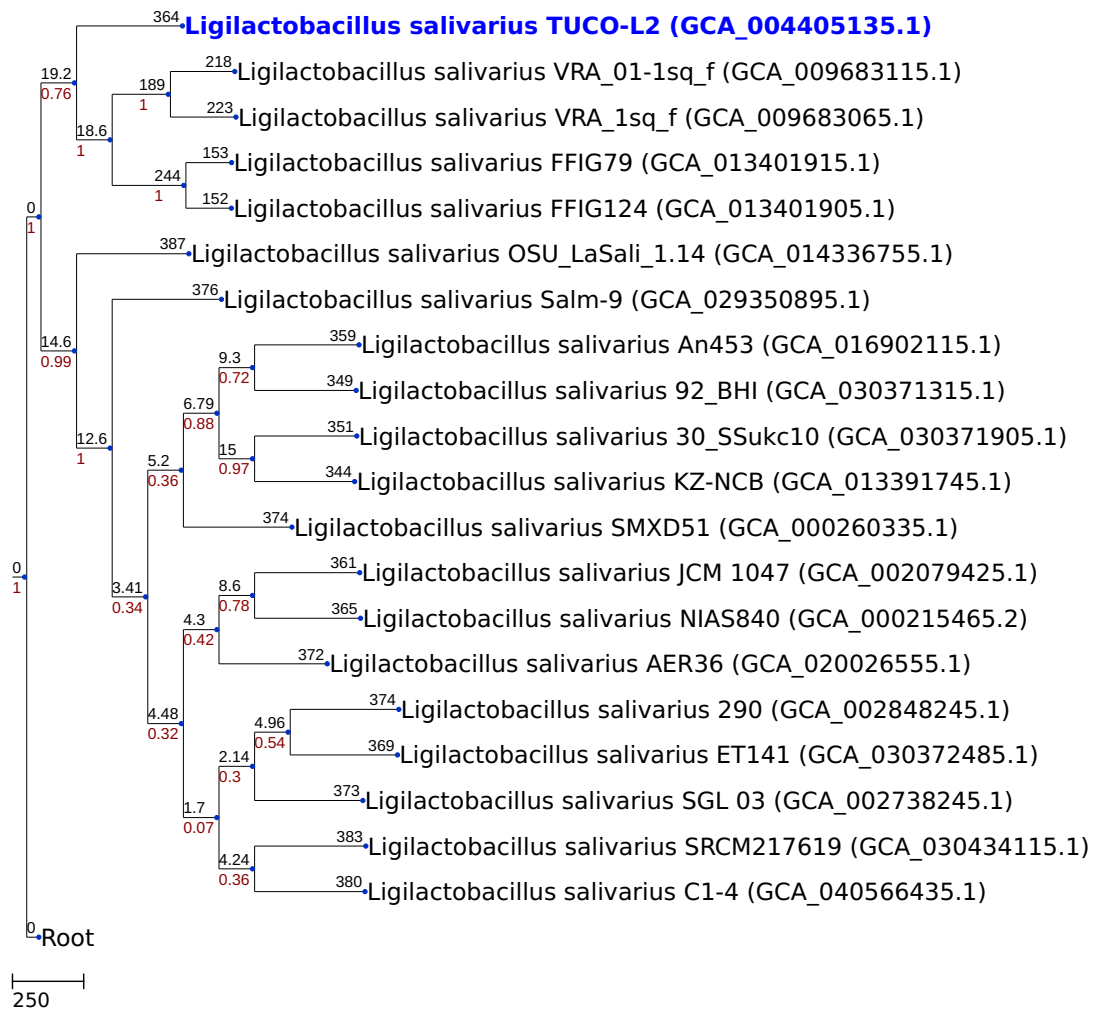 364
Ligilactobacillus salivarius TUCO-L2 (GCA_004405135.1)
19.2
0.76
218
Ligilactobacillus salivarius VRA_01-1sq_f (GCA_009683115.1)
189
1
223
Ligilactobacillus salivarius VRA_1sq_f (GCA_009683065.1)
18.6
1
153
Ligilactobacillus salivarius FFIG79 (GCA_013401915.1)
244
1
152
Ligilactobacillus salivarius FFIG124 (GCA_013401905.1)
0
1
387
Ligilactobacillus salivarius OSU_LaSali_1.14 (GCA_014336755.1)
376
Ligilactobacillus salivarius Salm-9 (GCA_029350895.1)
14.6
0.99
359
Ligilactobacillus salivarius An453 (GCA_016902115.1)
9.3
0.72
349
Ligilactobacillus salivarius 92_BHI (GCA_030371315.1)
6.79
0.88
351
Ligilactobacillus salivarius 30_SSukc10 (GCA_030371905.1)
12.6
1
15
0.97
344
Ligilactobacillus salivarius KZ-NCB (GCA_013391745.1)
5.2
0.36
374
Ligilactobacillus salivarius SMXD51 (GCA_000260335.1)
0
1
361
Ligilactobacillus salivarius JCM 1047 (GCA_002079425.1)
3.41
0.34
8.6
0.78
365
Ligilactobacillus salivarius NIAS840 (GCA_000215465.2)
4.3
0.42
372
Ligilactobacillus salivarius AER36 (GCA_020026555.1)
374
Ligilactobacillus salivarius 290 (GCA_002848245.1)
4.48
0.32
4.96
0.54
369
Ligilactobacillus salivarius ET141 (GCA_030372485.1)
2.14
0.3
373
Ligilactobacillus salivarius SGL 03 (GCA_002738245.1)
1.7
0.07
383
Ligilactobacillus salivarius SRCM217619 (GCA_030434115.1)
4.24
0.36
380
Ligilactobacillus salivarius C1-4 (GCA_040566435.1)
0
Root
250